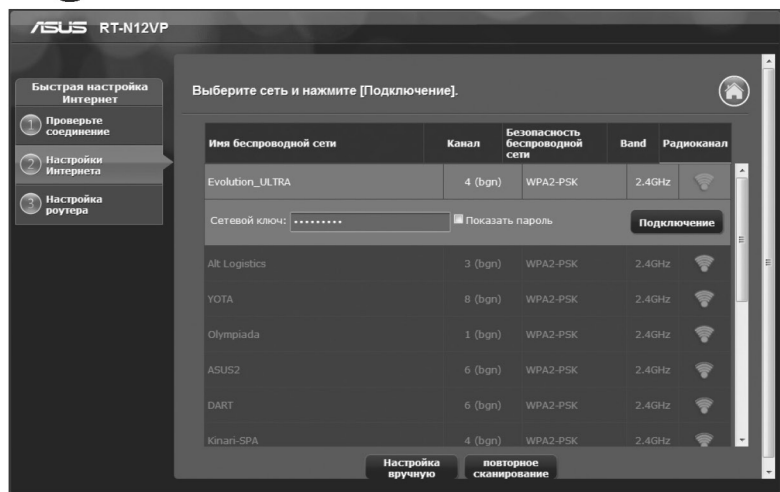 ASUS RT-N12VP
Быстрая настройка
Интернет
1 Проверьте
соединение
2 Настройки
Интернета
3 Настройка
роутера
Выберите сеть и нажмите [Подключение].
Имя беспроводной сети Канал Безопасность беспроводной сети Band Радиоканал
Evolution_ULTRA 4 (bgn) WPA2-PSK 2.4GHz
Сетевой ключ: ••••••••• Показать пароль Подключение
Alt Logistics 3 (bgn) WPA2-PSK 2.4GHz
YOTA 8 (bgn) WPA2-PSK 2.4GHz
Olympiada 1 (bgn) WPA2-PSK 2.4GHz
ASUS2 6 (bgn) WPA2-PSK 2.4GHz
DART 6 (bgn) WPA2-PSK 2.4GHz
Kinari-SPA 4 (bgn) WPA2-PSK 2.4GHz
Настройка
вручную
повторное
сканирование